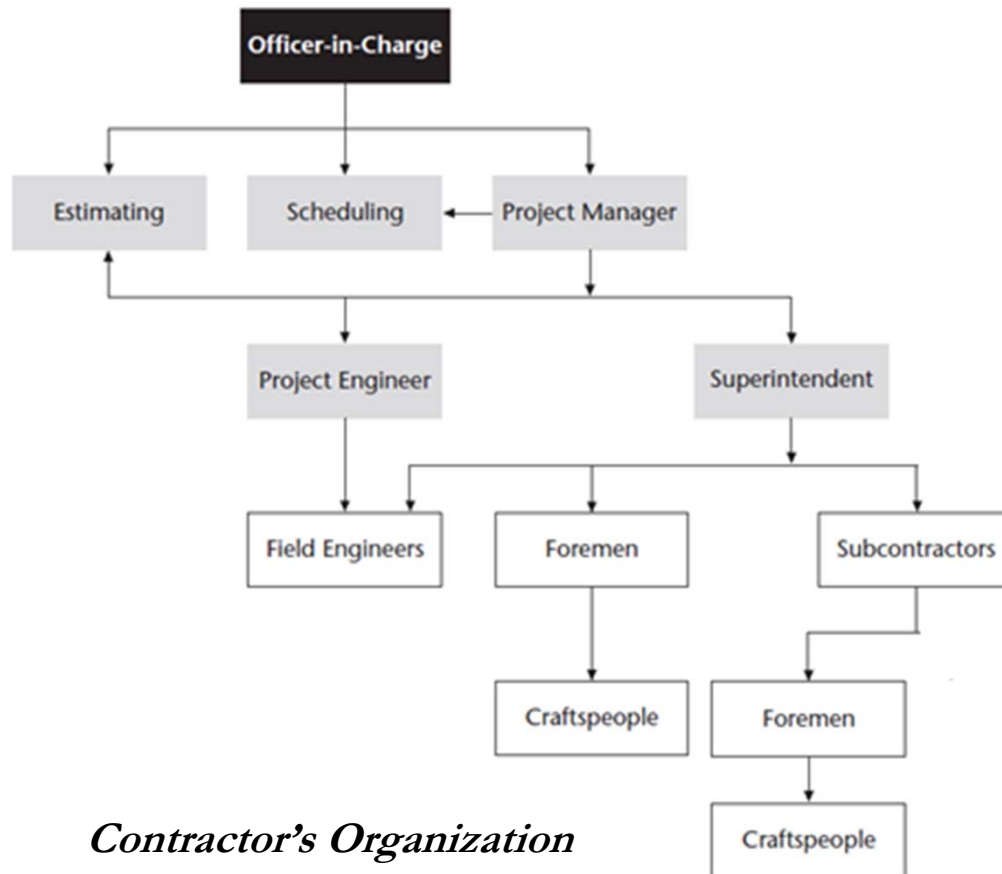 Officer-in-Charge
Estimating
Scheduling
Project Manager
Project Engineer
Superintendent
Field Engineers
Foremen
Subcontractors
Craftspeople
Foremen
Craftspeople
Contractor’s Organization